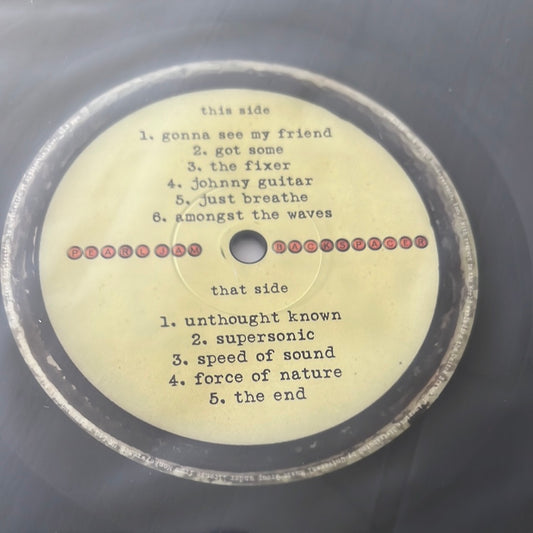 this side
1. gonna see my friend
2. got some
3. the fixer
4. johnny guitar
5. just breathe
6. amongst the waves
PEARL JAM BACKSPACER
that side
1. unthought known
2. supersonic
3. speed of sound
4. force of nature
5. the end